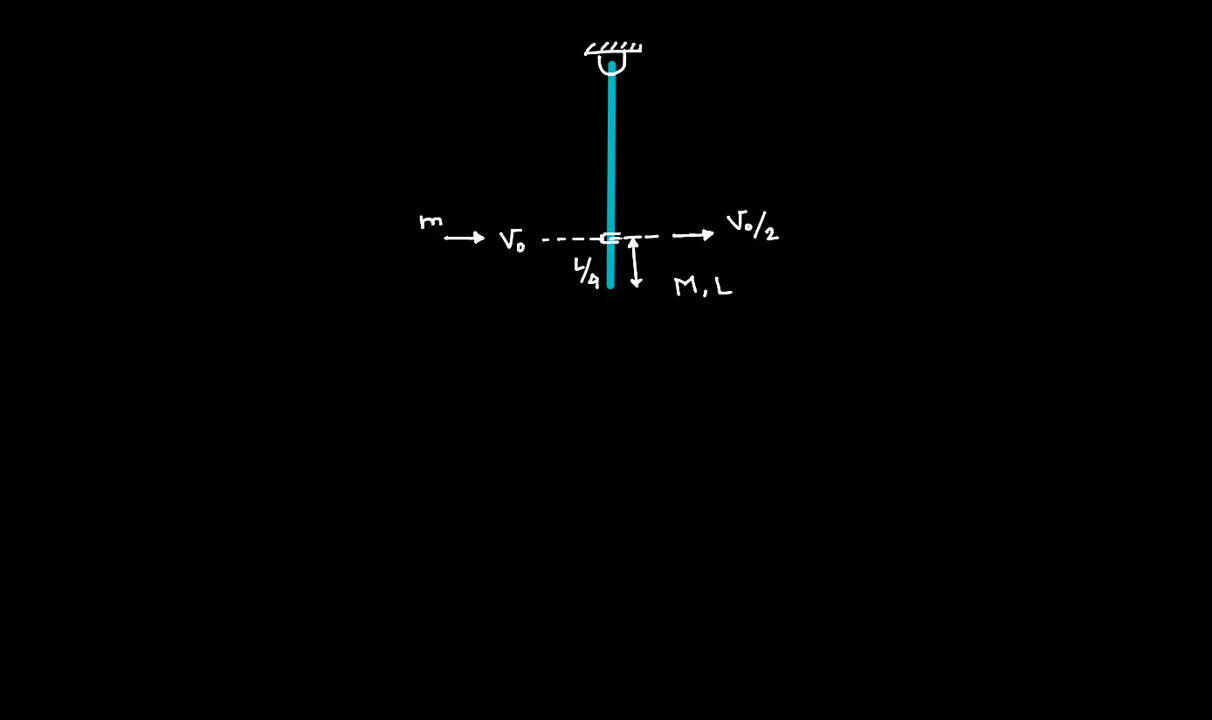 m → V₀ → V₀/2
L/4
M, L